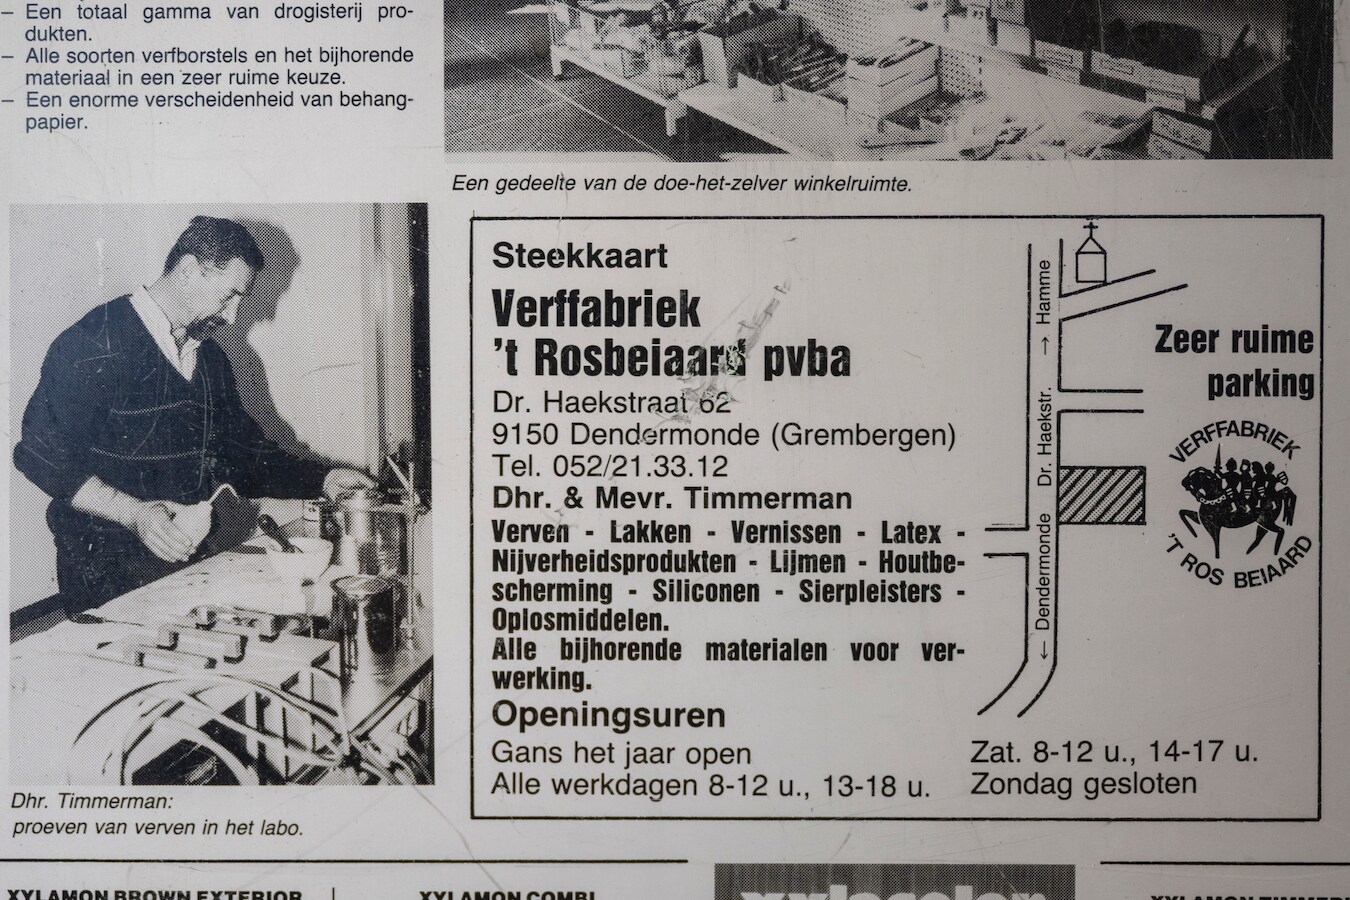 – Een totaal gamma van drogisterij pro-
dukten.
– Alle soorten verfborstels en het bijhorende
materiaal in een zeer ruime keuze.
– Een enorme verscheidenheid van behang-
papier.
Een gedeelte van de doe-het-zelver winkelruimte.
Dhr. Timmerman:
proeven van verven in het labo.
Steekkaart
Verffabriek
't Rosbeiaard pvba
Dr. Haekstraat 62
9150 Dendermonde (Grembergen)
Tel. 052/21.33.12
Dhr. & Mevr. Timmerman
Verven - Lakken - Vernissen - Latex -
Nijverheidsprodukten - Lijmen - Houtbe-
scherming - Siliconen - Sierpleisters -
Oplosmiddelen.
Alle bijhorende materialen voor ver-
werking.
Openingsuren
Gans het jaar open
Alle werkdagen 8-12 u., 13-18 u.
Zat. 8-12 u., 14-17 u.
Zondag gesloten
← Dendermonde Dr. Haekstr. → Hamme
Zeer ruime
parking
VERFFABRIEK
'T ROS BEIAARD
XYLAMON BROWN EXTERIOR
XYLAMON COMBI